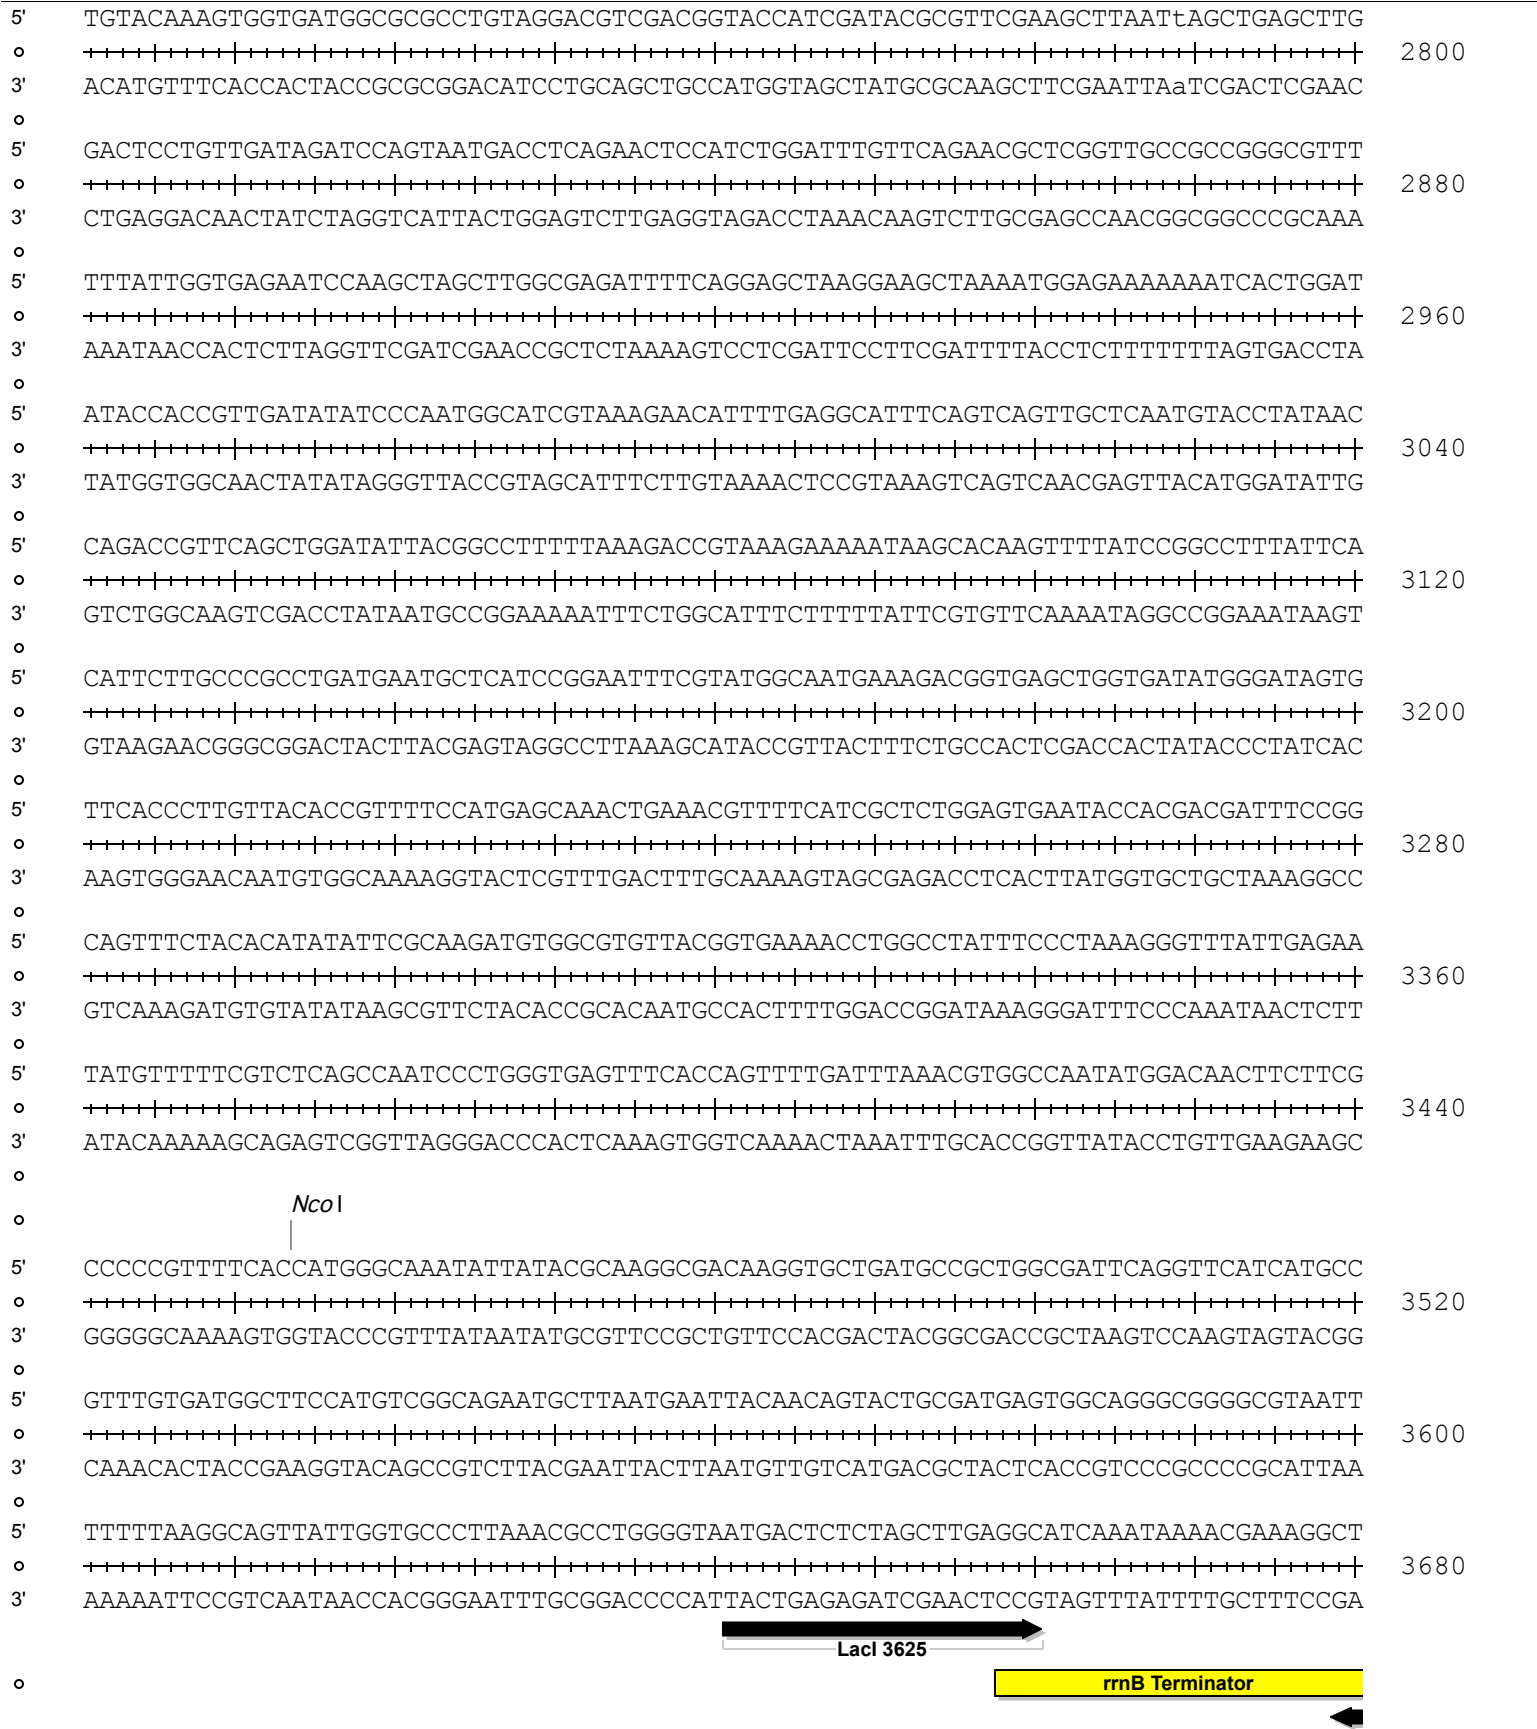 5' TGTACAAAGTGGTGATGGCGCGCCTGTAGGACGTCGACGGTACCATCGATACGCGTTCGAAGCTTAATtAGCTGAGCTTG
2800
3' ACATGTTTCACCACTACCGCGCGGACATCCTGCAGCTGCCATGGTAGCTATGCGCAAGCTTCGAATTAaTCGACTCGAAC
5' GACTCCTGTTGATAGATCCAGTAATGACCTCAGAACTCCATCTGGATTTGTTCAGAACGCTCGGTTGCCGCCGGGCGTTT
2880
3' CTGAGGACAACTATCTAGGTCATTACTGGAGTCTTGAGGTAGACCTAAACAAGTCTTGCGAGCCAACGGCGGCCCGCAAA
5' TTTATTGGTGAGAATCCAAGCTAGCTTGGCGAGATTTTCAGGAGCTAAGGAAGCTAAAATGGAGAAAAAAATCACTGGAT
2960
3' AAATAACCACTCTTAGGTTCGATCGAACCGCTCTAAAAGTCCTCGATTCCTTCGATTTTACCTCTTTTTTTAGTGACCTA
5' ATACCACCGTTGATATATCCCAATGGCATCGTAAAGAACATTTTGAGGCATTTCAGTCAGTTGCTCAATGTACCTATAAC
3040
3' TATGGTGGCAACTATATAGGGTTACCGTAGCATTTCTTGTAAAACTCCGTAAAGTCAGTCAACGAGTTACATGGATATTG
5' CAGACCGTTCAGCTGGATATTACGGCCTTTTTAAAGACCGTAAAGAAAAATAAGCACAAGTTTTATCCGGCCTTTATTCA
3120
3' GTCTGGCAAGTCGACCTATAATGCCGGAAAAATTTCTGGCATTTCTTTTTATTCGTGTTCAAAATAGGCCGGAAATAAGT
5' CATTCTTGCCCGCCTGATGAATGCTCATCCGGAATTTCGTATGGCAATGAAAGACGGTGAGCTGGTGATATGGGATAGTG
3200
3' GTAAGAACGGGCGGACTACTTACGAGTAGGCCTTAAAGCATACCGTTACTTTCTGCCACTCGACCACTATACCCTATCAC
5' TTCACCCTTGTTACACCGTTTTCCATGAGCAAACTGAAACGTTTTCATCGCTCTGGAGTGAATACCACGACGATTTCCGG
3280
3' AAGTGGGAACAATGTGGCAAAAGGTACTCGTTTGACTTTGCAAAAGTAGCGAGACCTCACTTATGGTGCTGCTAAAGGCC
5' CAGTTTCTACACATATATTCGCAAGATGTGGCGTGTTACGGTGAAAACCTGGCCTATTTCCCTAAAGGGTTTATTGAGAA
3360
3' GTCAAAGATGTGTATATAAGCGTTCTACACCGCACAATGCCACTTTTGGACCGGATAAAGGGATTTCCCAAATAACTCTT
5' TATGTTTTTCGTCTCAGCCAATCCCTGGGTGAGTTTCACCAGTTTTGATTTAAACGTGGCCAATATGGACAACTTCTTCG
3440
3' ATACAAAAAGCAGAGTCGGTTAGGGACCCACTCAAAGTGGTCAAAACTAAATTTGCACCGGTTATACCTGTTGAAGAAGC
Nco I
5' CCCCCGTTTTCACCATGGGCAAATATTATACGCAAGGCGACAAGGTGCTGATGCCGCTGGCGATTCAGGTTCATCATGCC
3520
3' GGGGGCAAAAGTGGTACCCGTTTATAATATGCGTTCCGCTGTTCCACGACTACGGCGACCGCTAAGTCCAAGTAGTACGG
5' GTTTGTGATGGCTTCCATGTCGGCAGAATGCTTAATGAATTACAACAGTACTGCGATGAGTGGCAGGGCGGGGCGTAATT
3600
3' CAAACACTACCGAAGGTACAGCCGTCTTACGAATTACTTAATGTTGTCATGACGCTACTCACCGTCCCGCCCCGCATTAA
5' TTTTTAAGGCAGTTATTGGTGCCCTTAAACGCCTGGGGTAATGACTCTCTAGCTTGAGGCATCAAATAAAACGAAAGGCT
3680
3' AAAAATTCCGTCAATAACCACGGGAATTTGCGGACCCCATTACTGAGAGATCGAACTCCGTAGTTTATTTTGCTTTCCGA
LacI 3625
rrnB Terminator